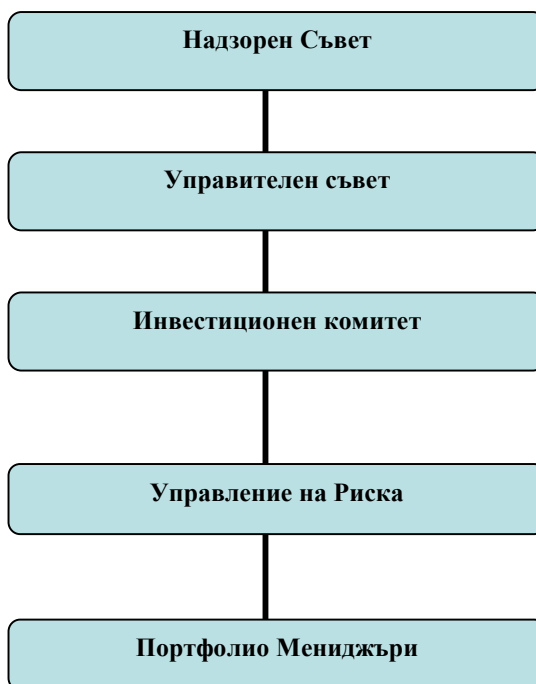 Надзорен Съвет
Управителен съвет
Инвестиционен комитет
Управление на Риска
Портфолио Мениджъри